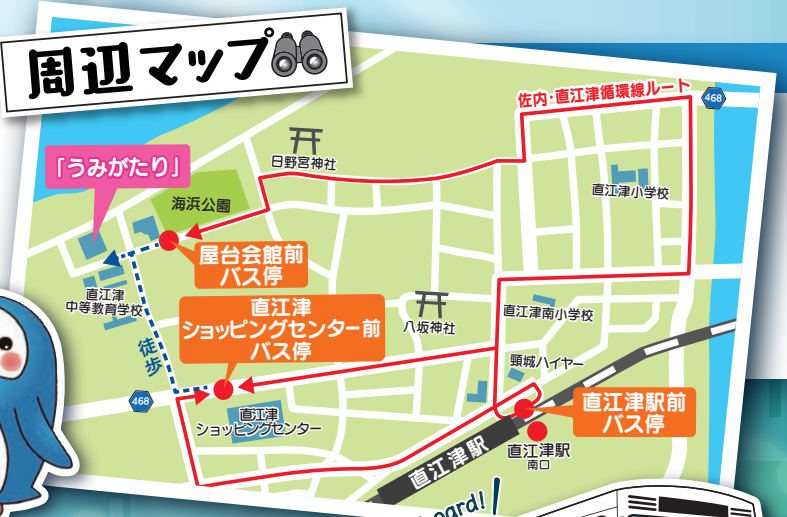 周辺マップ
佐内・直江津循環線ルート
468
日野宮神社
「うみがたり」
直江津小学校
海浜公園
屋台会館前
バス停
直江津
中等教育学校
直江津
ショッピングセンター前
バス停
八坂神社
直江津南小学校
徒歩
頸城ハイヤー
468
直江津
ショッピングセンター
直江津駅前
バス停
直江津駅
直江津駅
南口